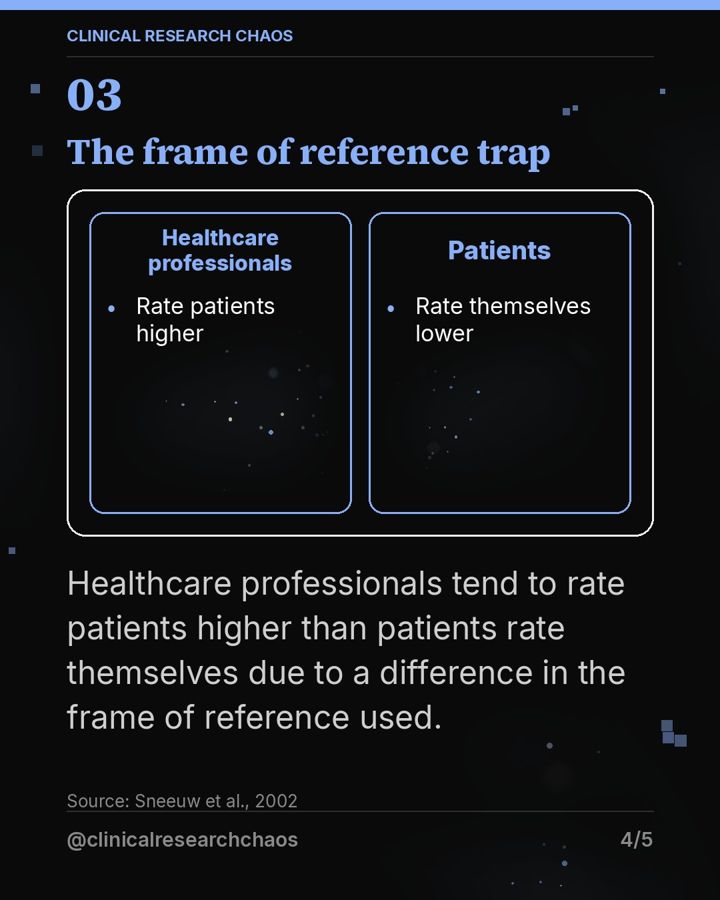 CLINICAL RESEARCH CHAOS
03
The frame of reference trap
Healthcare
professionals
• Rate patients
higher
Patients
• Rate themselves
lower
Healthcare professionals tend to rate
patients higher than patients rate
themselves due to a difference in the
frame of reference used.
Source: Sneeuw et al., 2002
@clinicalresearchchaos
4/5